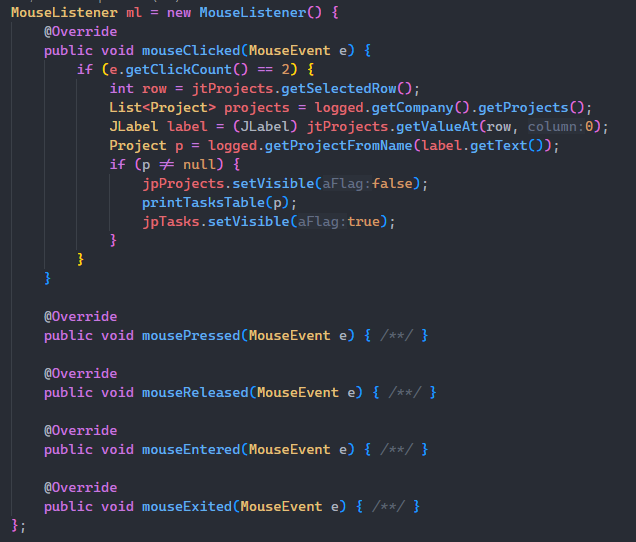 MouseListener ml = new MouseListener() {
    @Override
    public void mouseClicked(MouseEvent e) {
        if (e.getClickCount() == 2) {
            int row = jtProjects.getSelectedRow();
            List<Project> projects = logged.getCompany().getProjects();
            JLabel label = (JLabel) jtProjects.getValueAt(row, column:0);
            Project p = logged.getProjectFromName(label.getText());
            if (p ≠ null) {
                jpProjects.setVisible(aFlag:false);
                printTasksTable(p);
                jpTasks.setVisible(aFlag:true);
            }
        }
    }

    @Override
    public void mousePressed(MouseEvent e) { /**/ }

    @Override
    public void mouseReleased(MouseEvent e) { /**/ }

    @Override
    public void mouseEntered(MouseEvent e) { /**/ }

    @Override
    public void mouseExited(MouseEvent e) { /**/ }
};